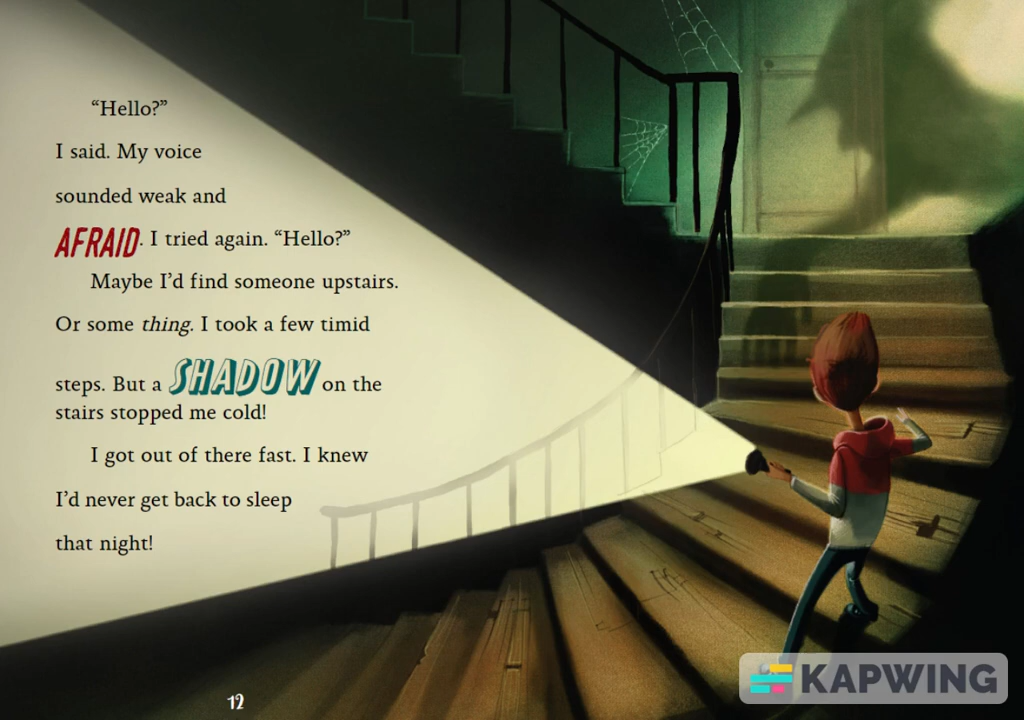 “Hello?”
I said. My voice
sounded weak and
AFRAID. I tried again. “Hello?”
Maybe I’d find someone upstairs.
Or some thing. I took a few timid
steps. But a SHADOW on the
stairs stopped me cold!
I got out of there fast. I knew
I’d never get back to sleep
that night!
12
KAPWING